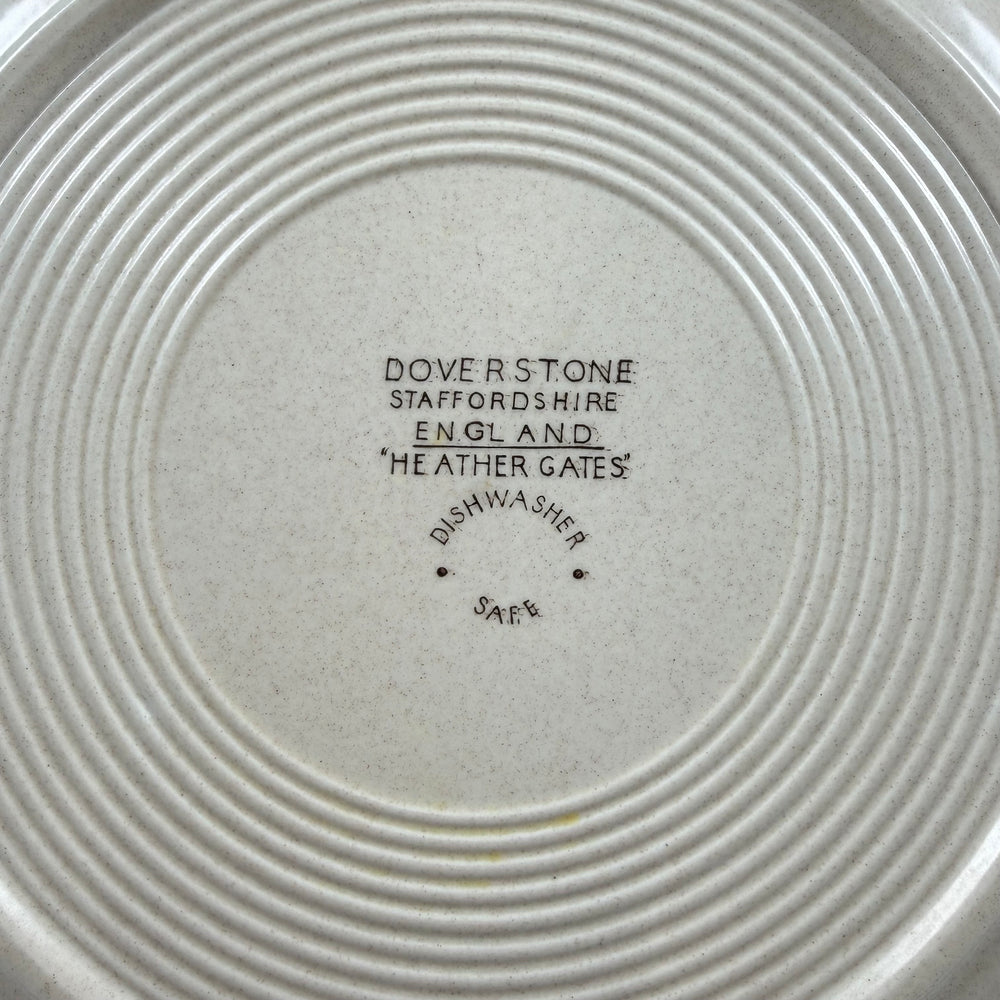 DOVERSTONE
STAFFORDSHIRE
ENGLAND
"HEATHER GATES"
DISHWASHER
SAFE